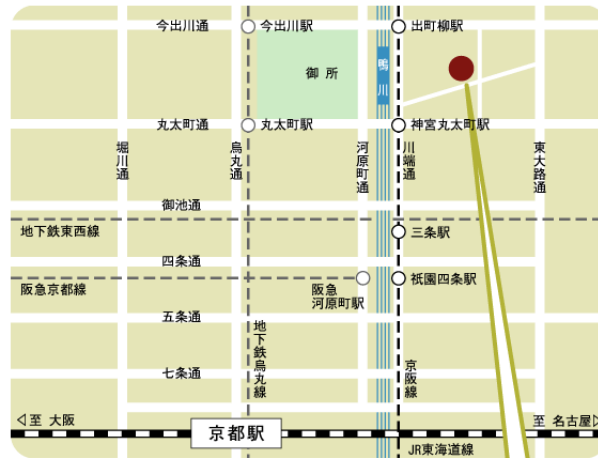 今出川通
今出川駅
出町柳駅
御所
鴨川
丸太町通
丸太町駅
神宮丸太町駅
堀川通
烏丸通
河原町通
川端通
東大路通
御池通
地下鉄東西線
三条駅
四条通
阪急京都線
阪急
河原町駅
祇園四条駅
五条通
地下鉄烏丸線
七条通
京阪線
◁至 大阪
京都駅
至 名古屋▷
JR東海道線